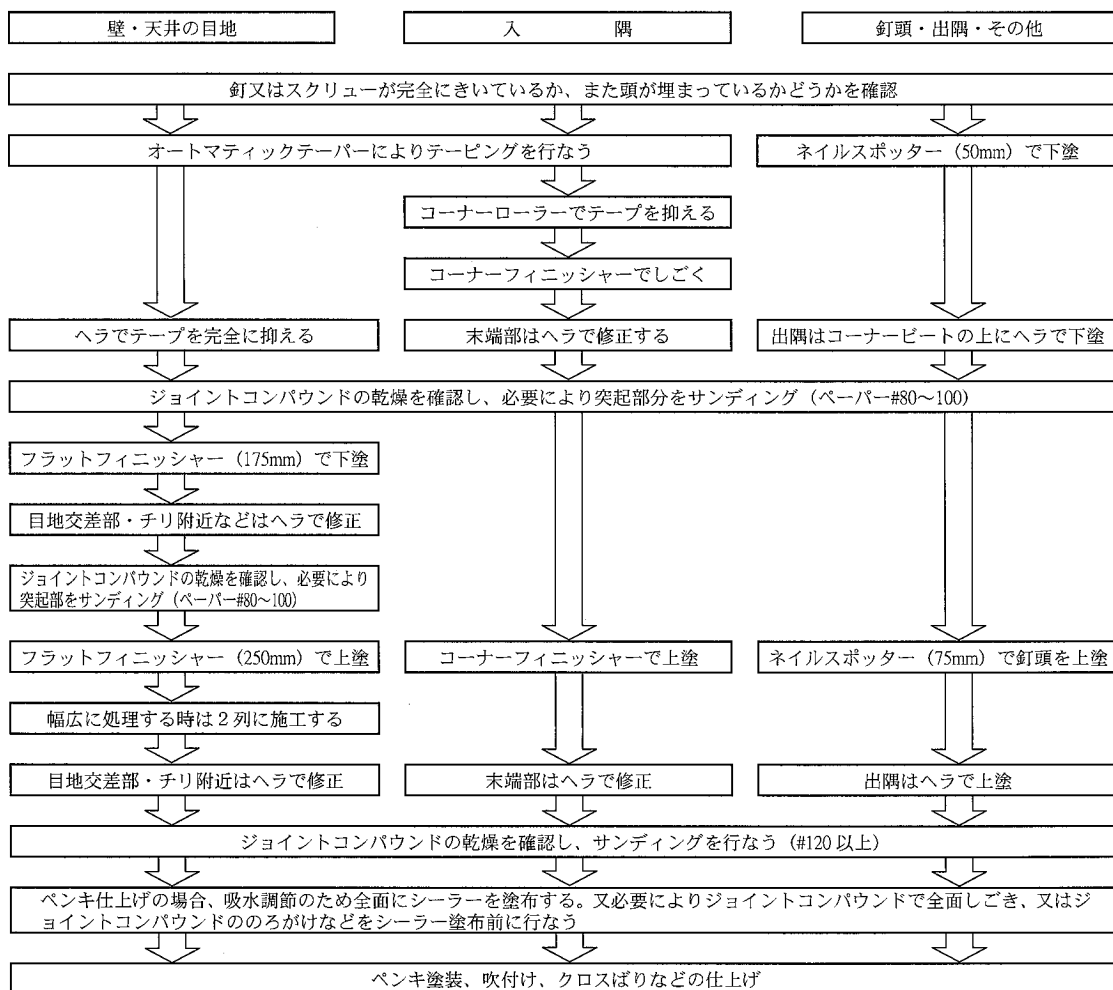 壁・天井の目地
入　　　隅
釘頭・出隅・その他
釘又はスクリューが完全にきいているか、また頭が埋まっているかどうかを確認
オートマティックテーパーによりテーピングを行なう
ネイルスポッター（50mm）で下塗
コーナーローラーでテープを抑える
コーナーフィニッシャーでしごく
ヘラでテープを完全に抑える
末端部はヘラで修正する
出隅はコーナービートの上にヘラで下塗
ジョイントコンパウンドの乾燥を確認し、必要により突起部分をサンディング（ペーパー#80〜100）
フラットフィニッシャー（175mm）で下塗
目地交差部・チリ附近などはヘラで修正
ジョイントコンパウンドの乾燥を確認し、必要により
突起部をサンディング（ペーパー#80〜100）
フラットフィニッシャー（250mm）で上塗
コーナーフィニッシャーで上塗
ネイルスポッター（75mm）で釘頭を上塗
幅広に処理する時は２列に施工する
目地交差部・チリ附近はヘラで修正
末端部はヘラで修正
出隅はヘラで上塗
ジョイントコンパウンドの乾燥を確認し、サンディングを行なう（#120 以上）
ペンキ仕上げの場合、吸水調節のため全面にシーラーを塗布する。又必要によりジョイントコンパウンドで全面しごき、又はジ
ョイントコンパウンドののろがけなどをシーラー塗布前に行なう
ペンキ塗装、吹付け、クロスばりなどの仕上げ